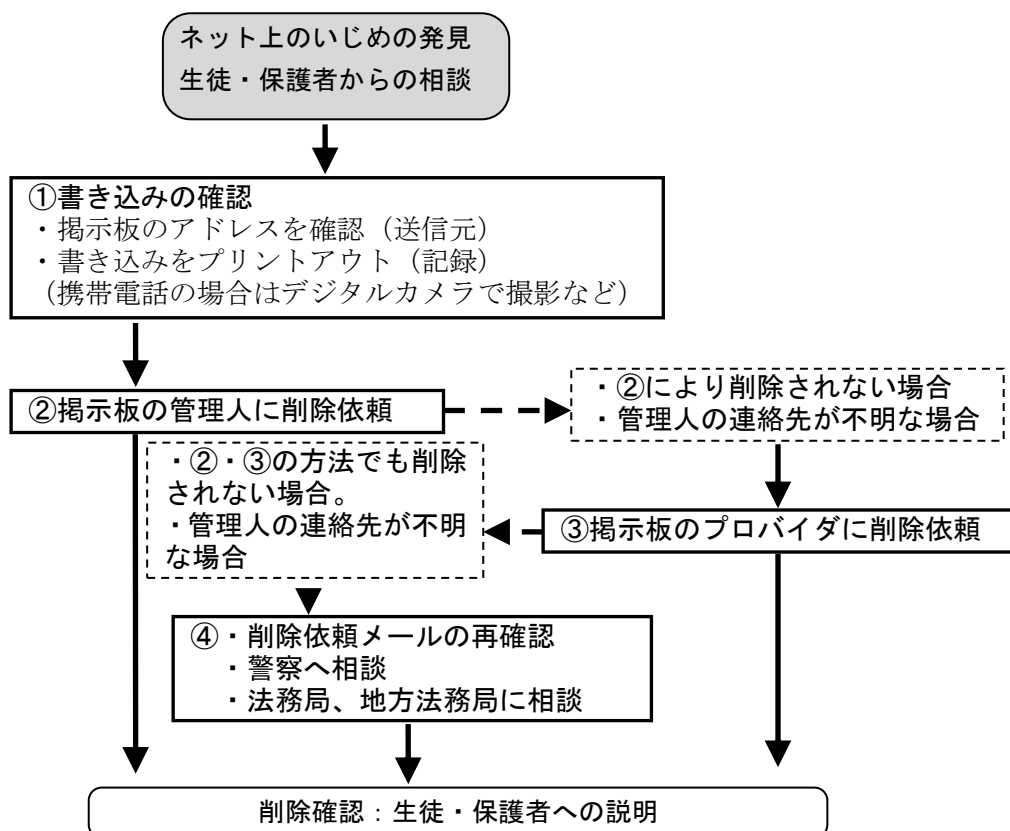 ネット上のいじめの発見
生徒・保護者からの相談
①書き込みの確認
・掲示板のアドレスを確認（送信元）
・書き込みをプリントアウト（記録）
（携帯電話の場合はデジタルカメラで撮影など）
②掲示板の管理人に削除依頼
・②により削除されない場合
・管理人の連絡先が不明な場合
・②・③の方法でも削除
されない場合。
・管理人の連絡先が不明
な場合
③掲示板のプロバイダに削除依頼
④・削除依頼メールの再確認
・警察へ相談
・法務局、地方法務局に相談
削除確認：生徒・保護者への説明